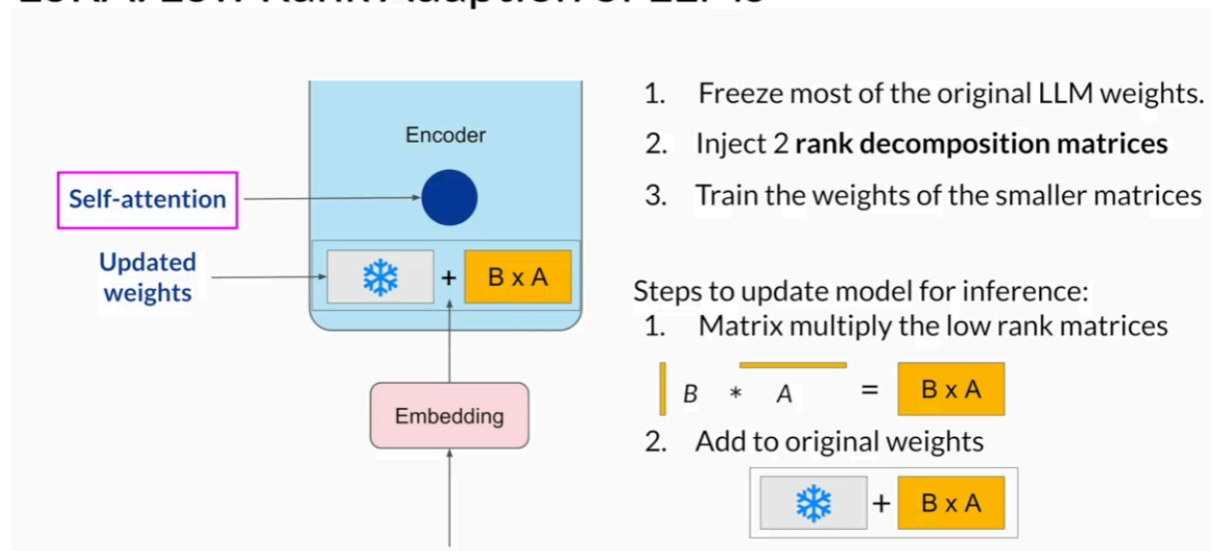 Encoder
Self-attention
Updated
weights
+
B x A
Embedding
1. Freeze most of the original LLM weights.
2. Inject 2 rank decomposition matrices
3. Train the weights of the smaller matrices
Steps to update model for inference:
1. Matrix multiply the low rank matrices
B * A = B x A
2. Add to original weights
+ B x A